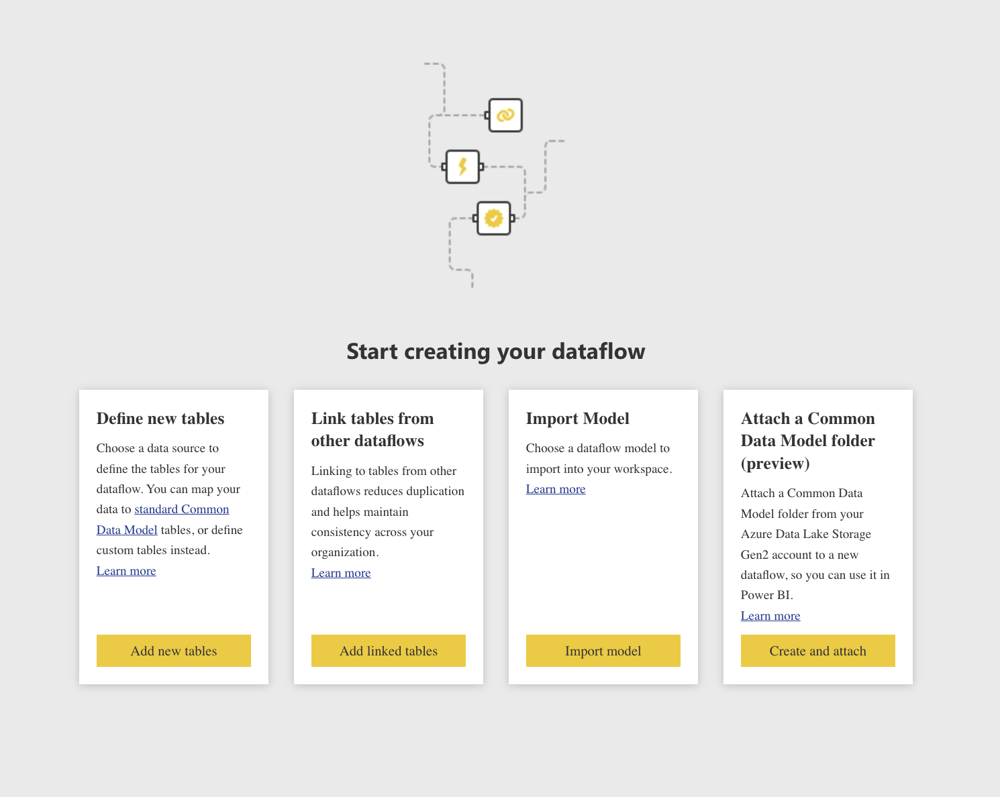 Start creating your dataflow
Define new tables
Choose a data source to
define the tables for your
dataflow. You can map your
data to standard Common
Data Model tables, or define
custom tables instead.
Learn more
Add new tables
Link tables from
other dataflows
Linking to tables from other
dataflows reduces duplication
and helps maintain
consistency across your
organization.
Learn more
Add linked tables
Import Model
Choose a dataflow model to
import into your workspace.
Learn more
Import model
Attach a Common
Data Model folder
(preview)
Attach a Common Data
Model folder from your
Azure Data Lake Storage
Gen2 account to a new
dataflow, so you can use it in
Power BI.
Learn more
Create and attach